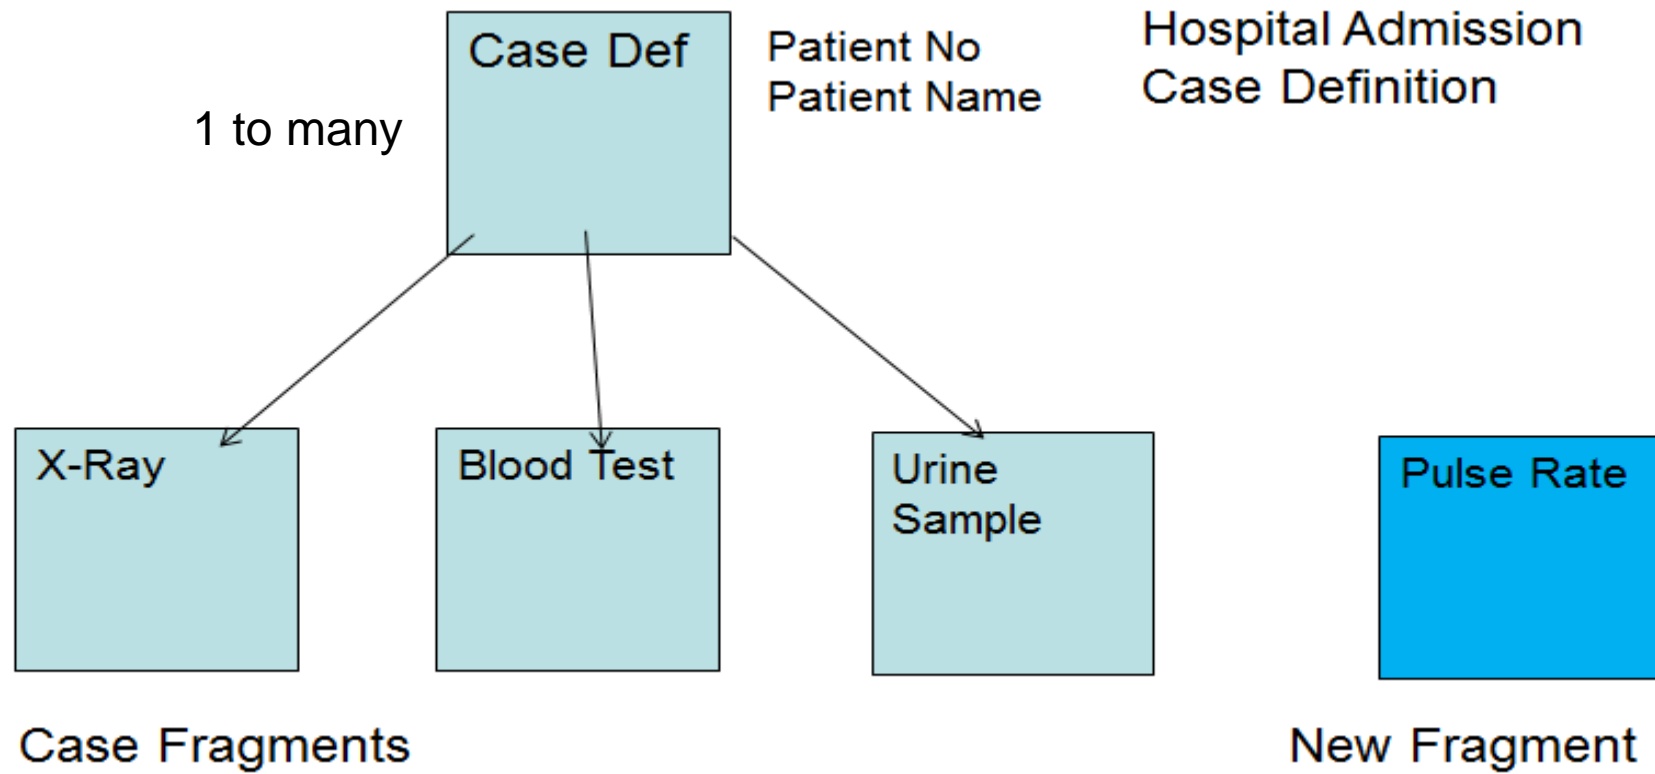 Case Def
Patient No
Patient Name
Hospital Admission
Case Definition
1 to many
X-Ray
Blood Test
Urine
Sample
Pulse Rate
Case Fragments
New Fragment